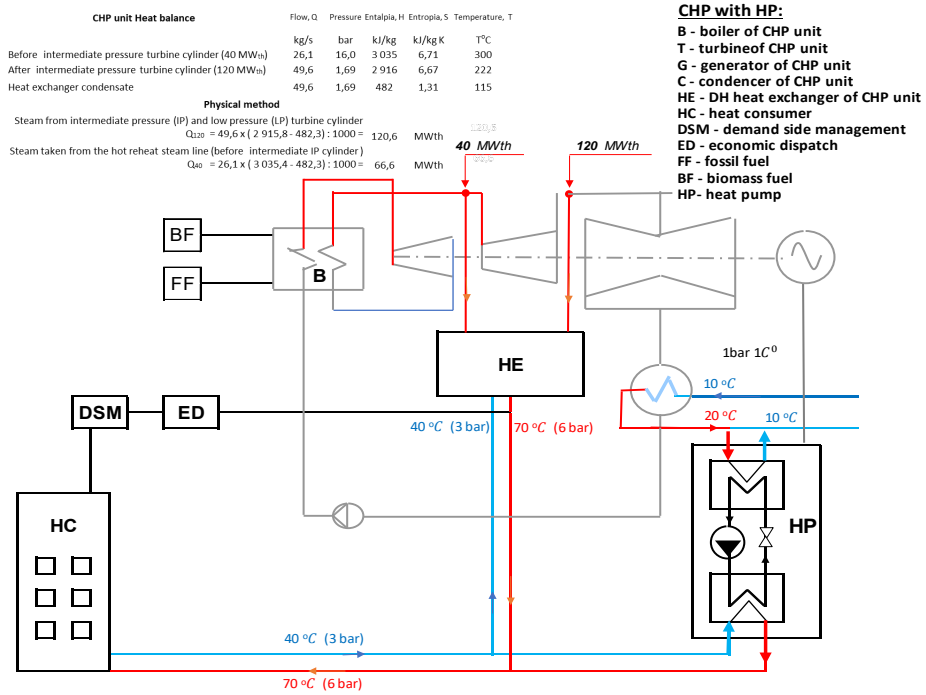 CHP unit Heat balance Flow, Q Pressure Entalpia, H Entropia, S Temperature, T
kg/s bar kJ/kg kJ/kg K T°C
Before intermediate pressure turbine cylinder (40 MWth) 26,1 16,0 3 035 6,71 300
After intermediate pressure turbine cylinder (120 MWth) 49,6 1,69 2 916 6,67 222
Heat exchanger condensate 49,6 1,69 482 1,31 115
Physical method
Steam from intermediate pressure (IP) and low pressure (LP) turbine cylinder
Q120 = 49,6 x ( 2 915,8 - 482,3) : 1000 = 120,6 MWth
Steam taken from the hot reheat steam line (before intermediate IP cylinder )
Q40 = 26,1 x ( 3 035,4 - 482,3) : 1000 = 66,6 MWth
40 MWth
120 MWth
CHP with HP:
B - boiler of CHP unit
T - turbineof CHP unit
G - generator of CHP unit
C - condencer of CHP unit
HE - DH heat exchanger of CHP unit
HC - heat consumer
DSM - demand side management
ED - economic dispatch
FF - fossil fuel
BF - biomass fuel
HP- heat pump
BF
FF
B
HE
1bar 1C⁰
10 °C
20 °C
10 °C
DSM
ED
40 °C (3 bar)
70 °C (6 bar)
HC
HP
40 °C (3 bar)
70 °C (6 bar)